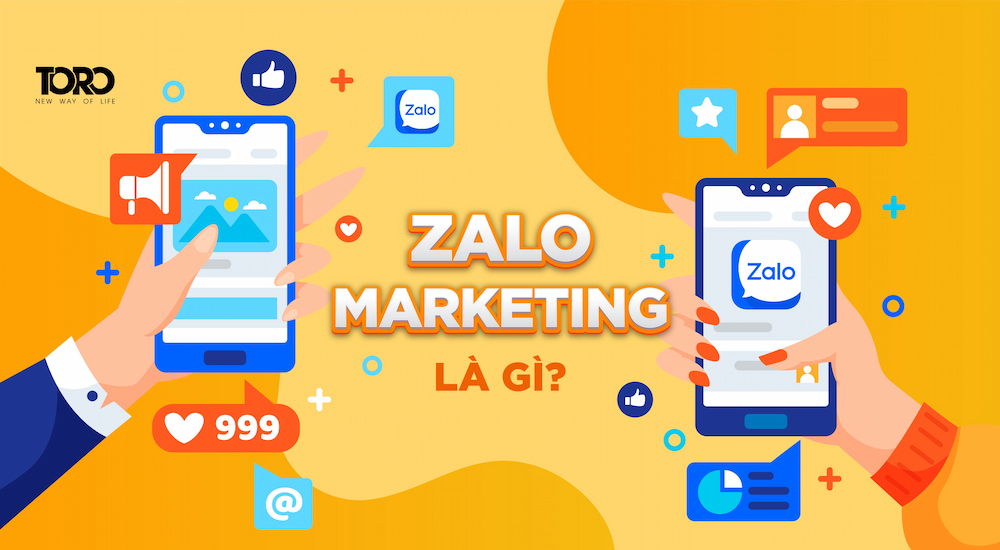 TORO
NEW WAY OF LIFE
Zalo
ZALO
MARKETING
LÀ GÌ?
Zalo
999
@